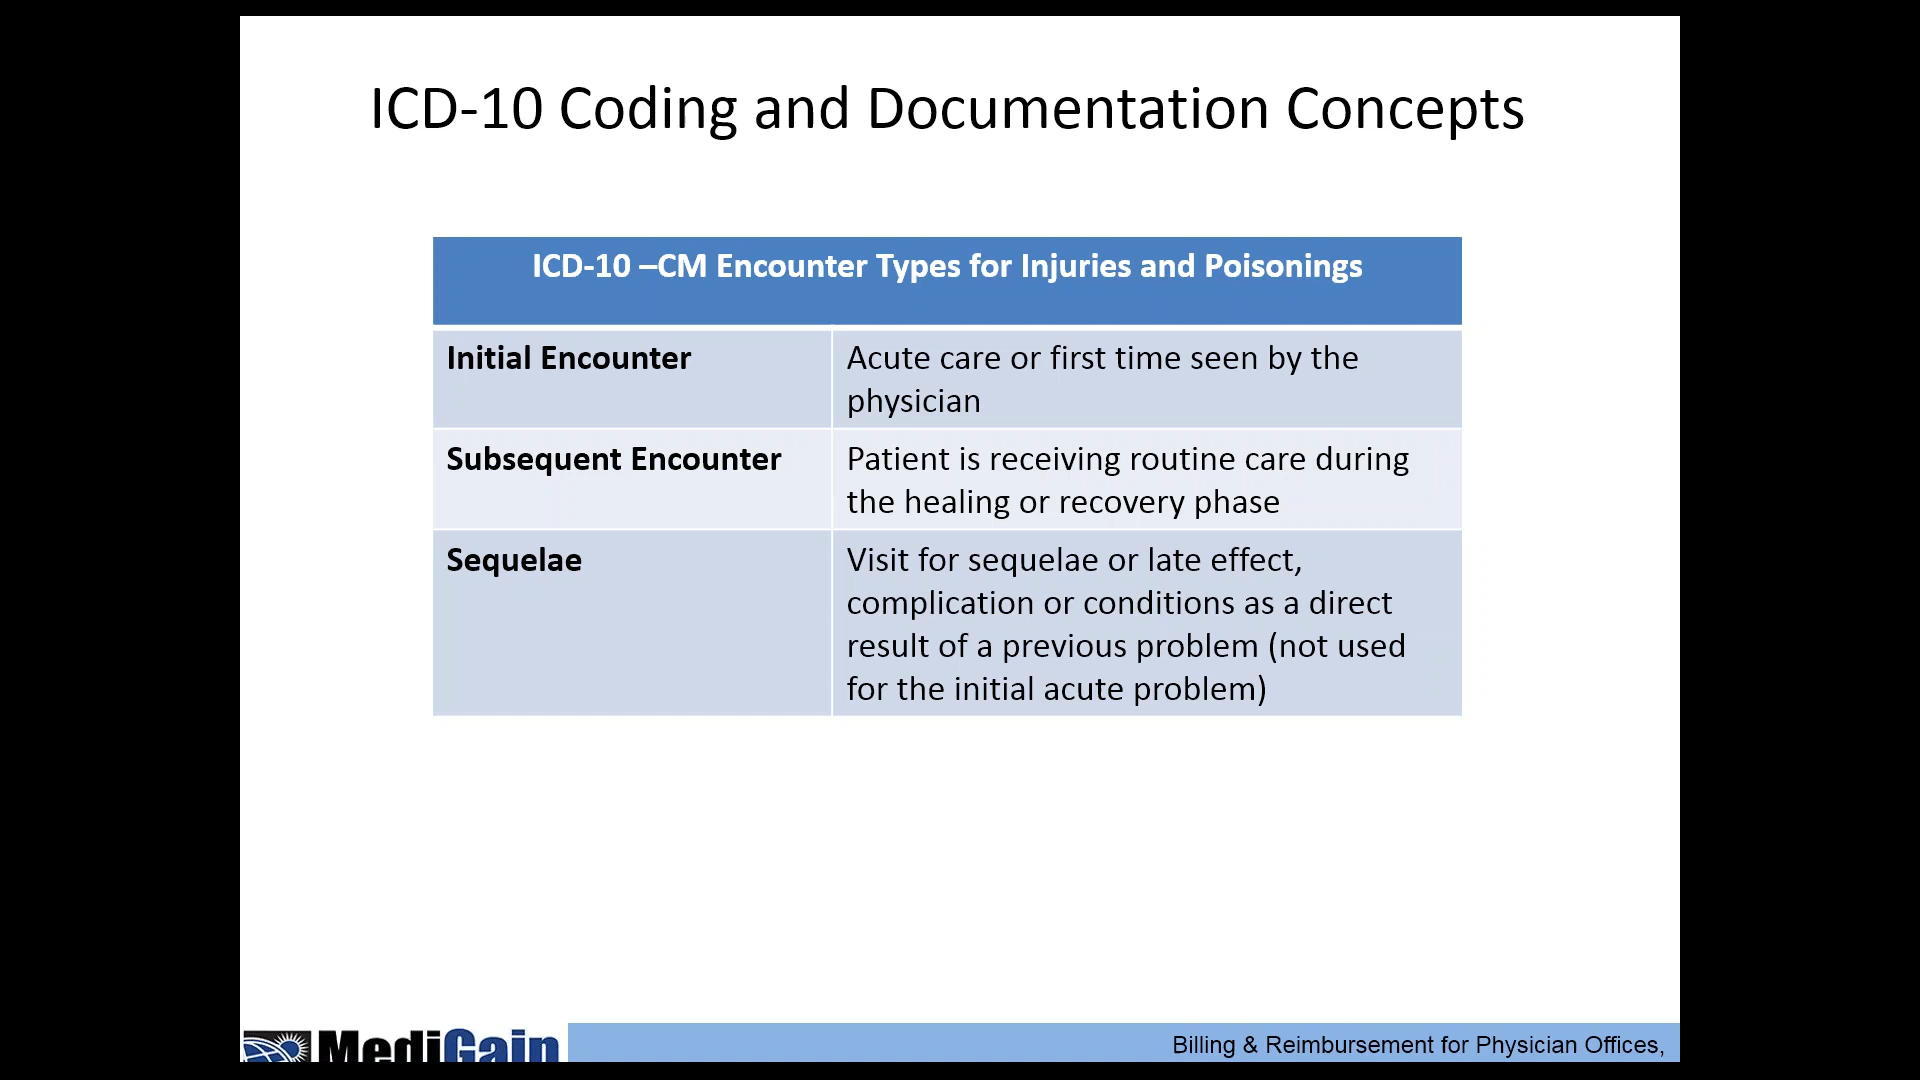 ICD-10 Coding and Documentation Concepts
ICD-10 –CM Encounter Types for Injuries and Poisonings
Initial Encounter
Acute care or first time seen by the
physician
Subsequent Encounter
Patient is receiving routine care during
the healing or recovery phase
Sequelae
Visit for sequelae or late effect,
complication or conditions as a direct
result of a previous problem (not used
for the initial acute problem)
MediGain
Billing & Reimbursement for Physician Offices,